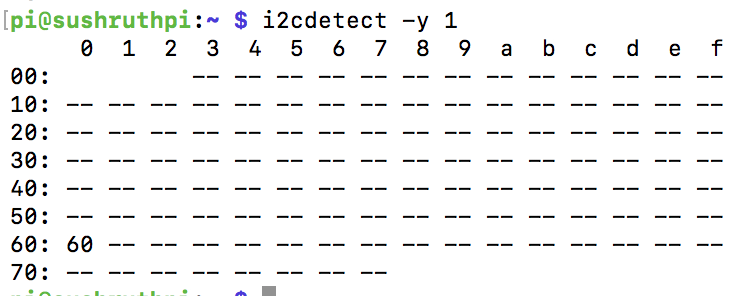 [pi@sushruthpi:~ $ i2cdetect -y 1
     0  1  2  3  4  5  6  7  8  9  a  b  c  d  e  f
00:          -- -- -- -- -- -- -- -- -- -- -- -- --
10: -- -- -- -- -- -- -- -- -- -- -- -- -- -- -- --
20: -- -- -- -- -- -- -- -- -- -- -- -- -- -- -- --
30: -- -- -- -- -- -- -- -- -- -- -- -- -- -- -- --
40: -- -- -- -- -- -- -- -- -- -- -- -- -- -- -- --
50: -- -- -- -- -- -- -- -- -- -- -- -- -- -- -- --
60: 60 -- -- -- -- -- -- -- -- -- -- -- -- -- -- --
70: -- -- -- -- -- -- -- --
pi@sushruthpi:~ $